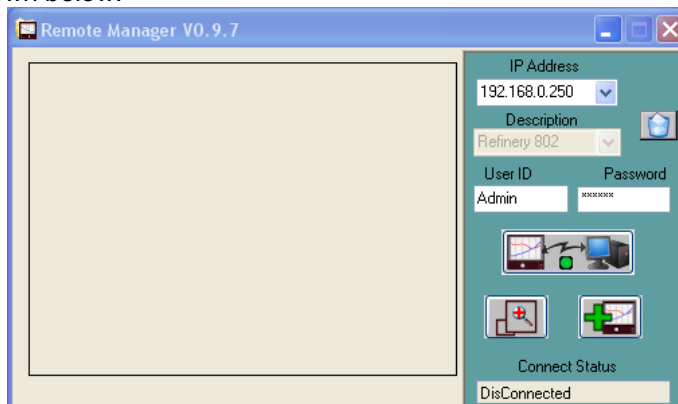 Remote Manager V0.9.7
IP Address
192.168.0.250
Description
Refinery 802
User ID Password
Admin ××××××
Connect Status
DisConnected